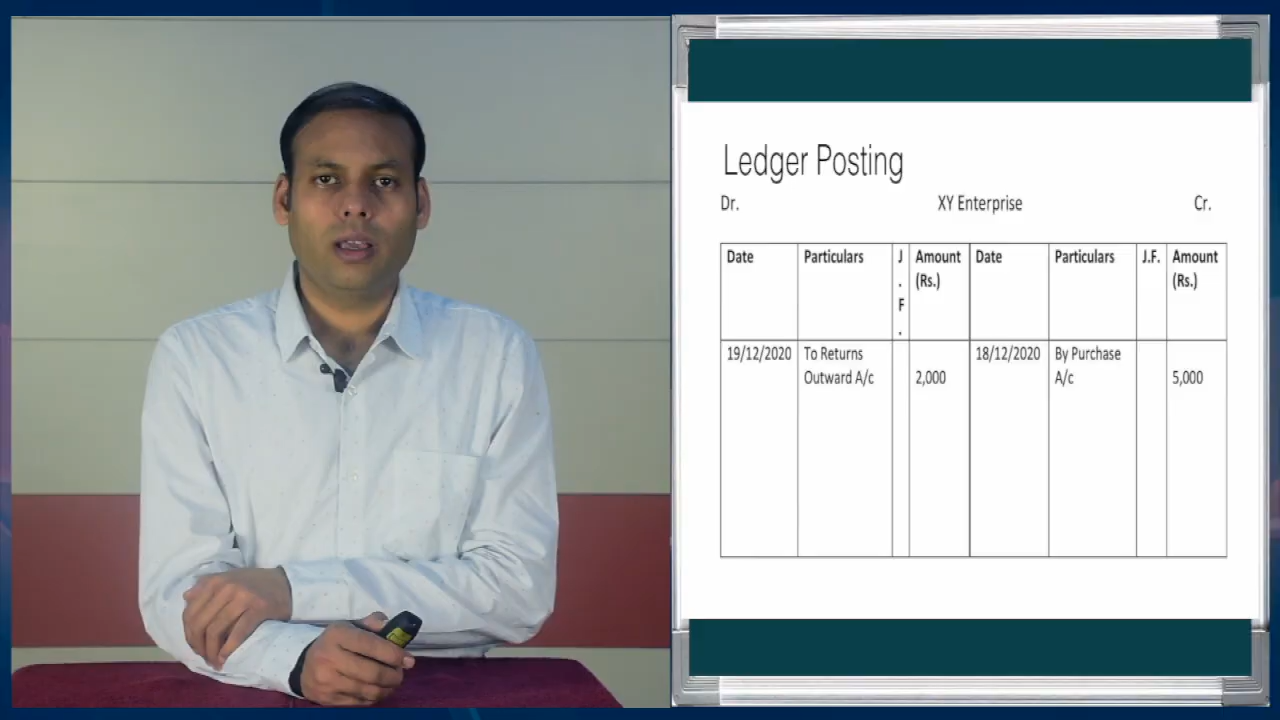 Ledger Posting
Dr. XY Enterprise Cr.
Date Particulars J.F. Amount (Rs.) Date Particulars J.F. Amount (Rs.)
19/12/2020 To Returns Outward A/c 2,000 18/12/2020 By Purchase A/c 5,000